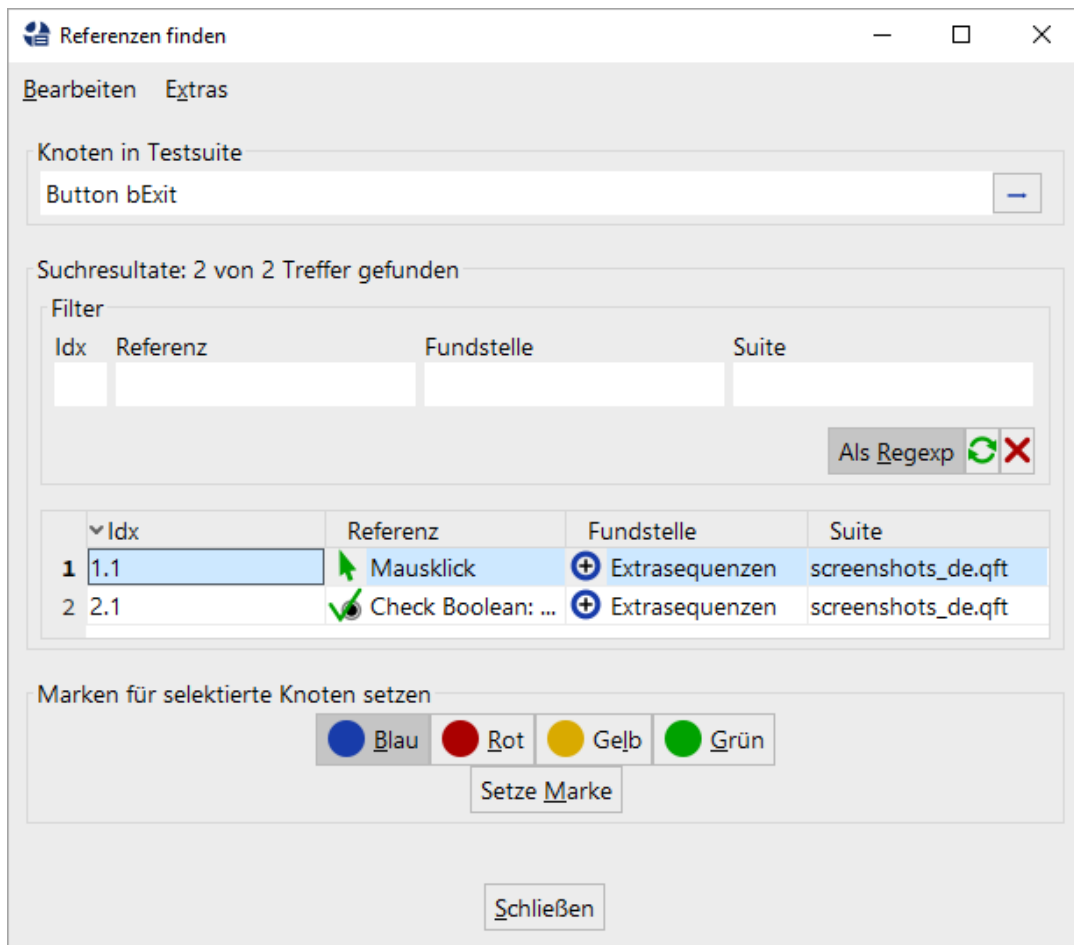 Referenzen finden
Bearbeiten Extras
Knoten in Testsuite
Button bExit
Suchresultate: 2 von 2 Treffer gefunden
Filter
Idx Referenz Fundstelle Suite
Als Regexp
Idx Referenz Fundstelle Suite
1 1.1 Mausklick Extrasequenzen screenshots_de.qft
2 2.1 Check Boolean: ... Extrasequenzen screenshots_de.qft
Marken für selektierte Knoten setzen
Blau Rot Gelb Grün
Setze Marke
Schließen